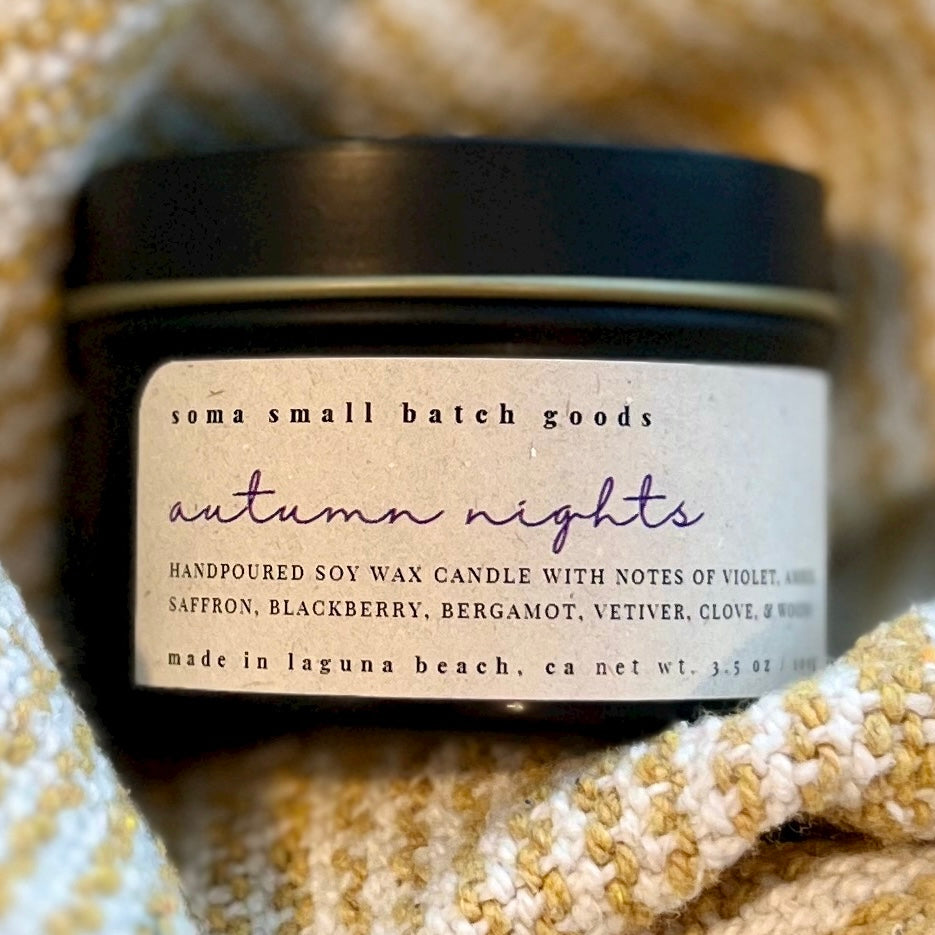 soma small batch goods
autumn nights
HANDPOURED SOY WAX CANDLE WITH NOTES OF VIOLET,
SAFFRON, BLACKBERRY, BERGAMOT, VETIVER, CLOVE, &
made in laguna beach, ca net wt. 3.5 oz /